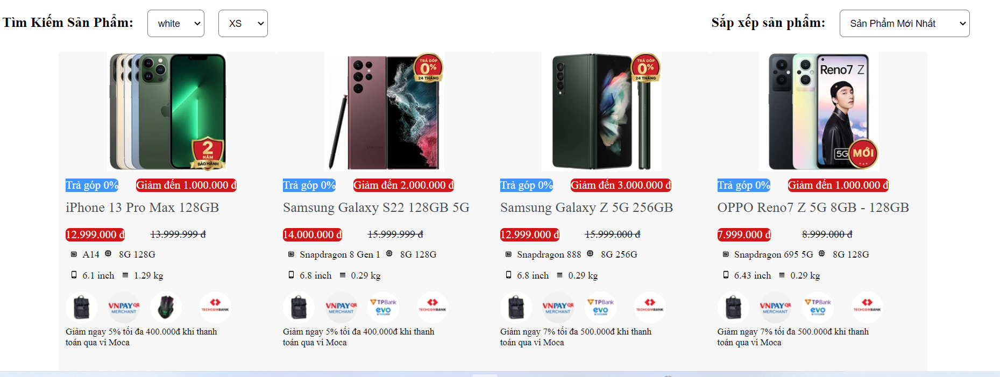 Tìm Kiếm Sản Phẩm: white XS Sắp xếp sản phẩm: Sản Phẩm Mới Nhất
2 NĂM BẢO HÀNH
TRẢ GÓP 0% 24 THÁNG
SAMSUNG
TRẢ GÓP 0% 24 THÁNG
Reno7 Z
5G MỚI
Trả góp 0% Giảm đến 1.000.000 đ
iPhone 13 Pro Max 128GB
12.999.000 đ 13.999.999 đ
A14 8G 128G
6.1 inch 1.29 kg
VNPAY QR MERCHANT TECHCOMBANK
Giảm ngay 5% tối đa 400.000đ khi thanh
toán qua ví Moca
Trả góp 0% Giảm đến 2.000.000 đ
Samsung Galaxy S22 128GB 5G
14.000.000 đ 15.999.999 đ
Snapdragon 8 Gen 1 8G 128G
6.8 inch 0.29 kg
VNPAY QR MERCHANT TPBank evo TECHCOMBANK
Giảm ngay 5% tối đa 400.000đ khi thanh
toán qua ví Moca
Trả góp 0% Giảm đến 3.000.000 đ
Samsung Galaxy Z 5G 256GB
12.999.000 đ 15.999.000 đ
Snapdragon 888 8G 256G
6.8 inch 0.29 kg
VNPAY QR MERCHANT TPBank evo TECHCOMBANK
Giảm ngay 7% tối đa 500.000đ khi thanh
toán qua ví Moca
Trả góp 0% Giảm đến 1.000.000 đ
OPPO Reno7 Z 5G 8GB - 128GB
7.999.000 đ 8.999.000 đ
Snapdragon 695 5G 8G 128G
6.43 inch 0.29 kg
VNPAY QR MERCHANT TPBank evo TECHCOMBANK
Giảm ngay 7% tối đa 500.000đ khi thanh
toán qua ví Moca